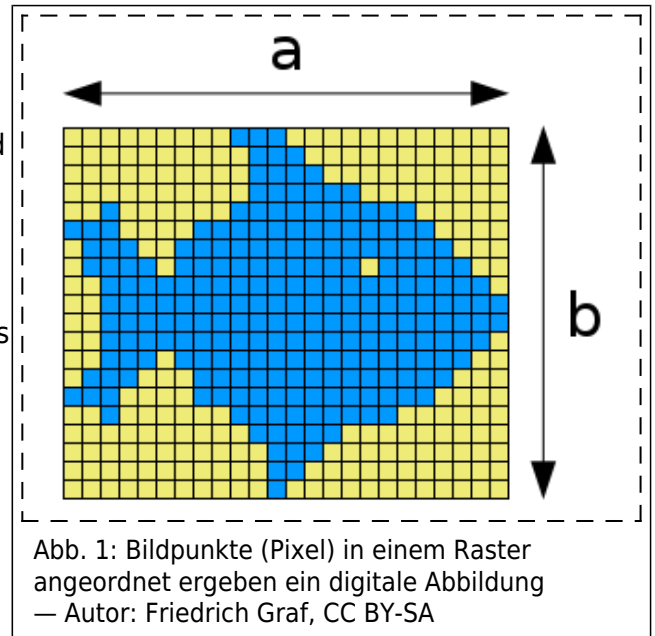 a
b
Abb. 1: Bildpunkte (Pixel) in einem Raster
angeordnet ergeben ein digitale Abbildung
— Autor: Friedrich Graf, CC BY-SA